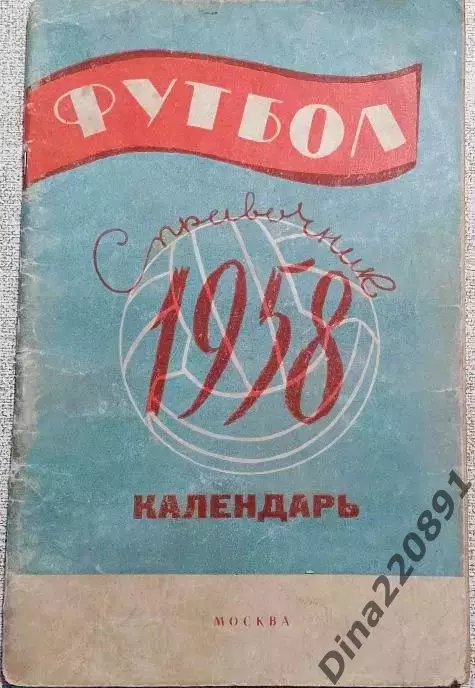 ФУТБОЛ
Справочник
1958
КАЛЕНДАРЬ
МОСКВА
Dina220891